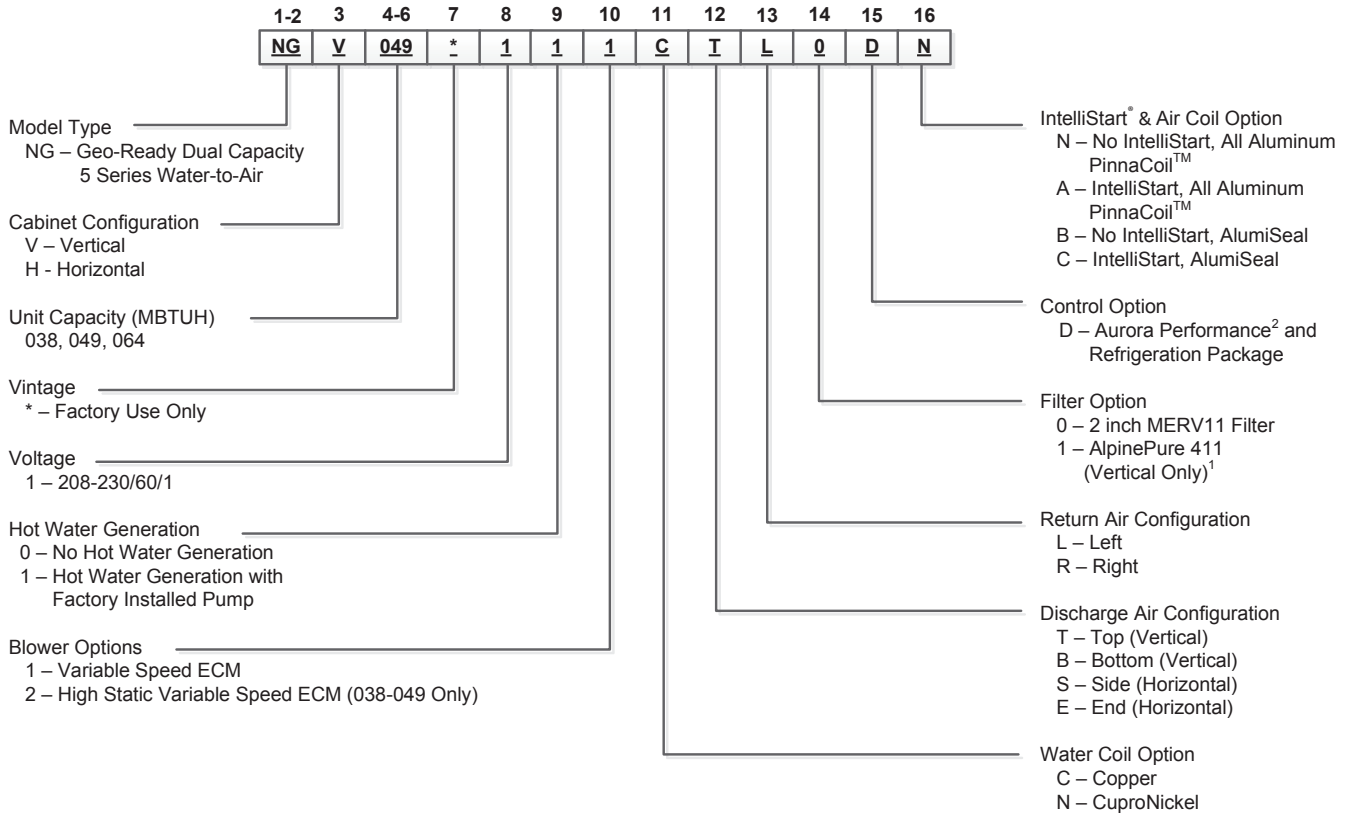 1-2 3 4-6 7 8 9 10 11 12 13 14 15 16
NG V 049 * 1 1 1 C T L 0 D N
Model Type
NG – Geo-Ready Dual Capacity
5 Series Water-to-Air
Cabinet Configuration
V – Vertical
H - Horizontal
Unit Capacity (MBTUH)
038, 049, 064
Vintage
* – Factory Use Only
Voltage
1 – 208-230/60/1
Hot Water Generation
0 – No Hot Water Generation
1 – Hot Water Generation with
Factory Installed Pump
Blower Options
1 – Variable Speed ECM
2 – High Static Variable Speed ECM (038-049 Only)
IntelliStart® & Air Coil Option
N – No IntelliStart, All Aluminum
PinnaCoil™
A – IntelliStart, All Aluminum
PinnaCoil™
B – No IntelliStart, AlumiSeal
C – IntelliStart, AlumiSeal
Control Option
D – Aurora Performance² and
Refrigeration Package
Filter Option
0 – 2 inch MERV11 Filter
1 – AlpinePure 411
(Vertical Only)¹
Return Air Configuration
L – Left
R – Right
Discharge Air Configuration
T – Top (Vertical)
B – Bottom (Vertical)
S – Side (Horizontal)
E – End (Horizontal)
Water Coil Option
C – Copper
N – CuproNickel